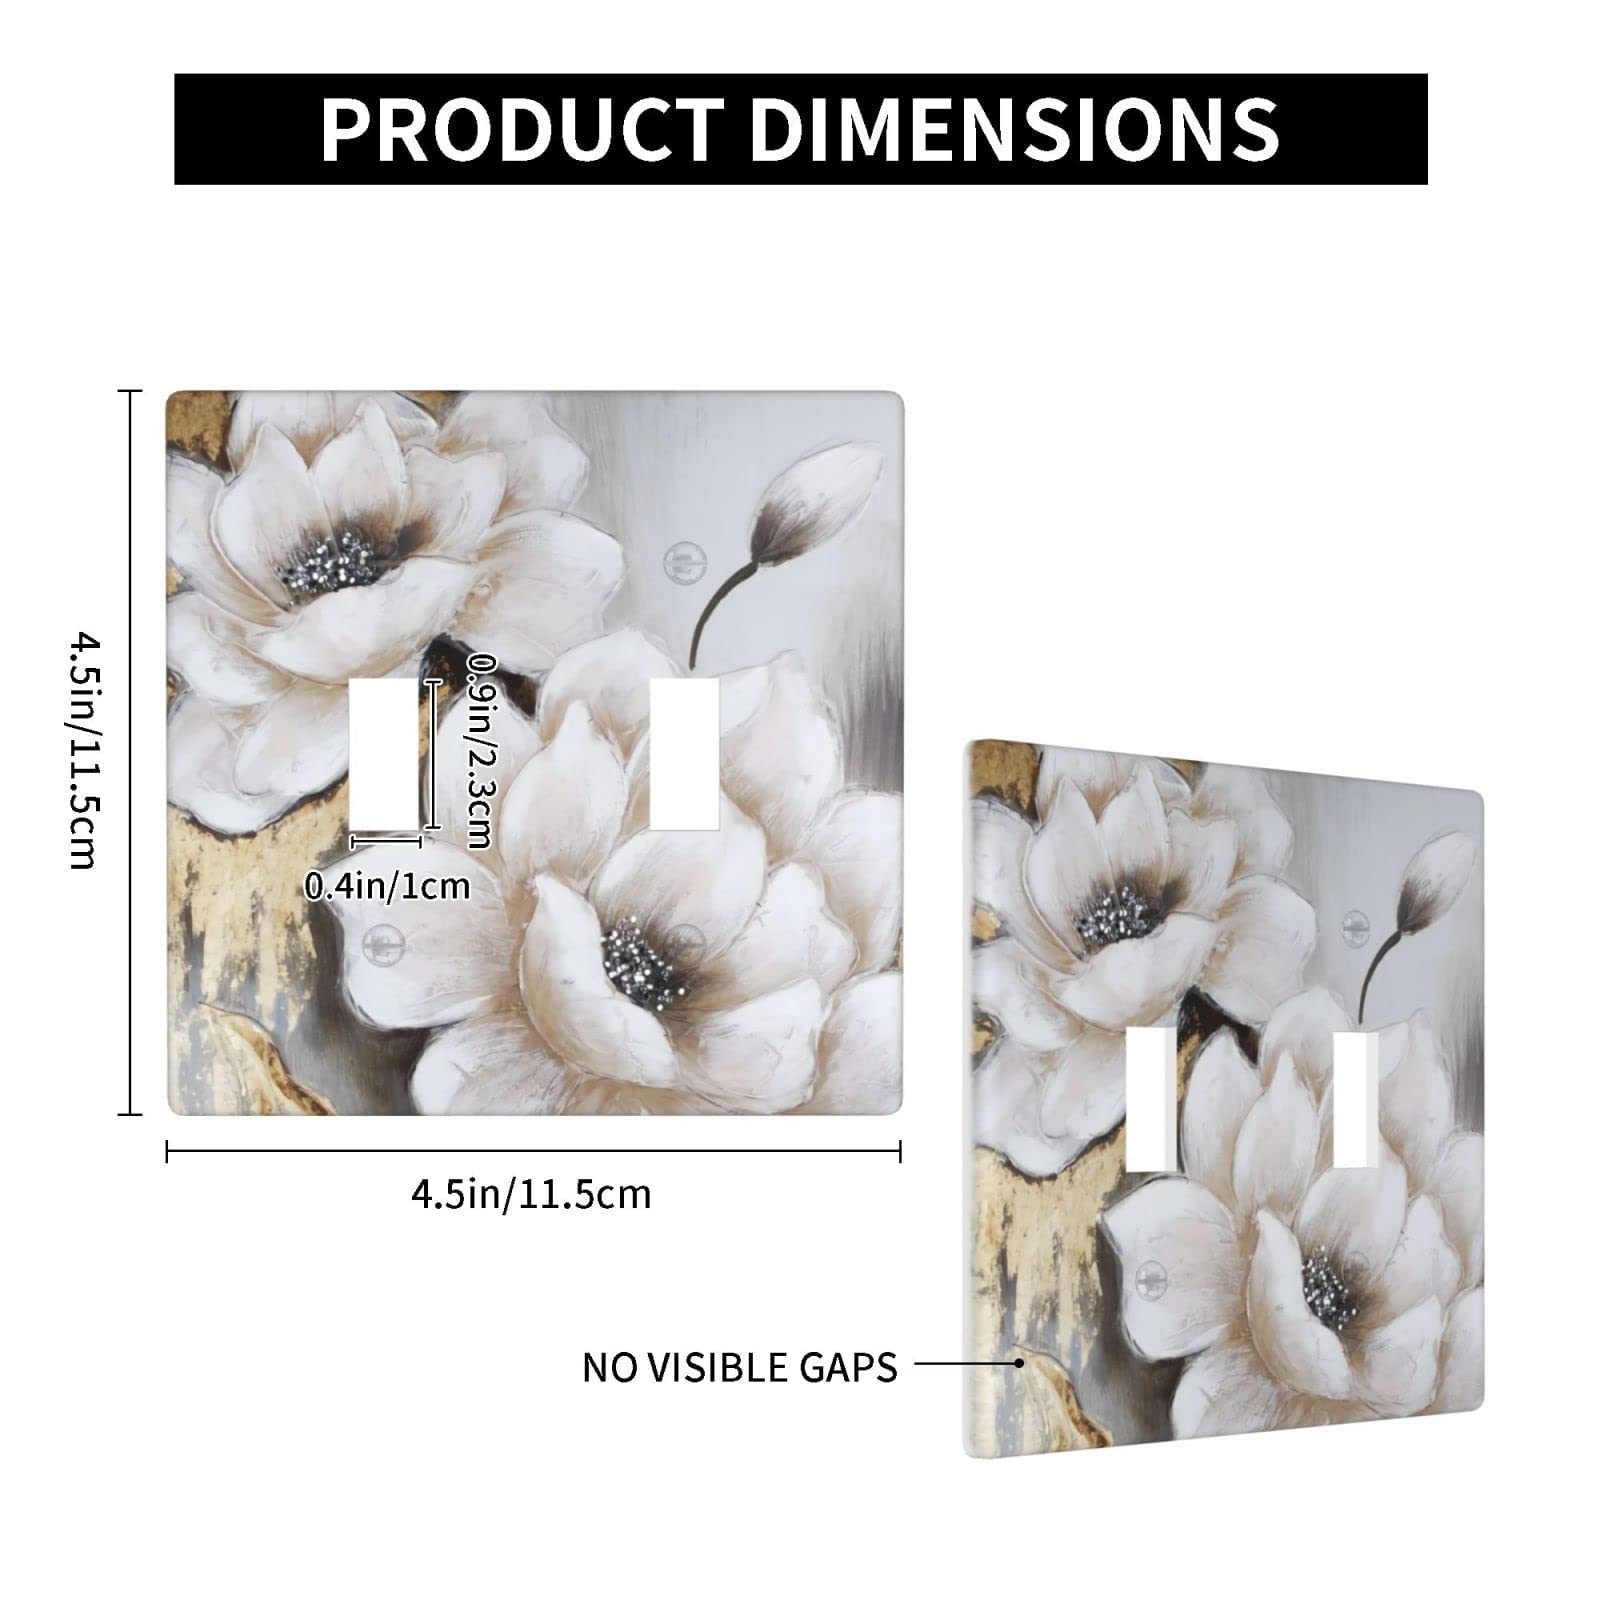 PRODUCT DIMENSIONS
4.5in/11.5cm
0.9in/2.3cm
0.4in/1cm
4.5in/11.5cm
NO VISIBLE GAPS